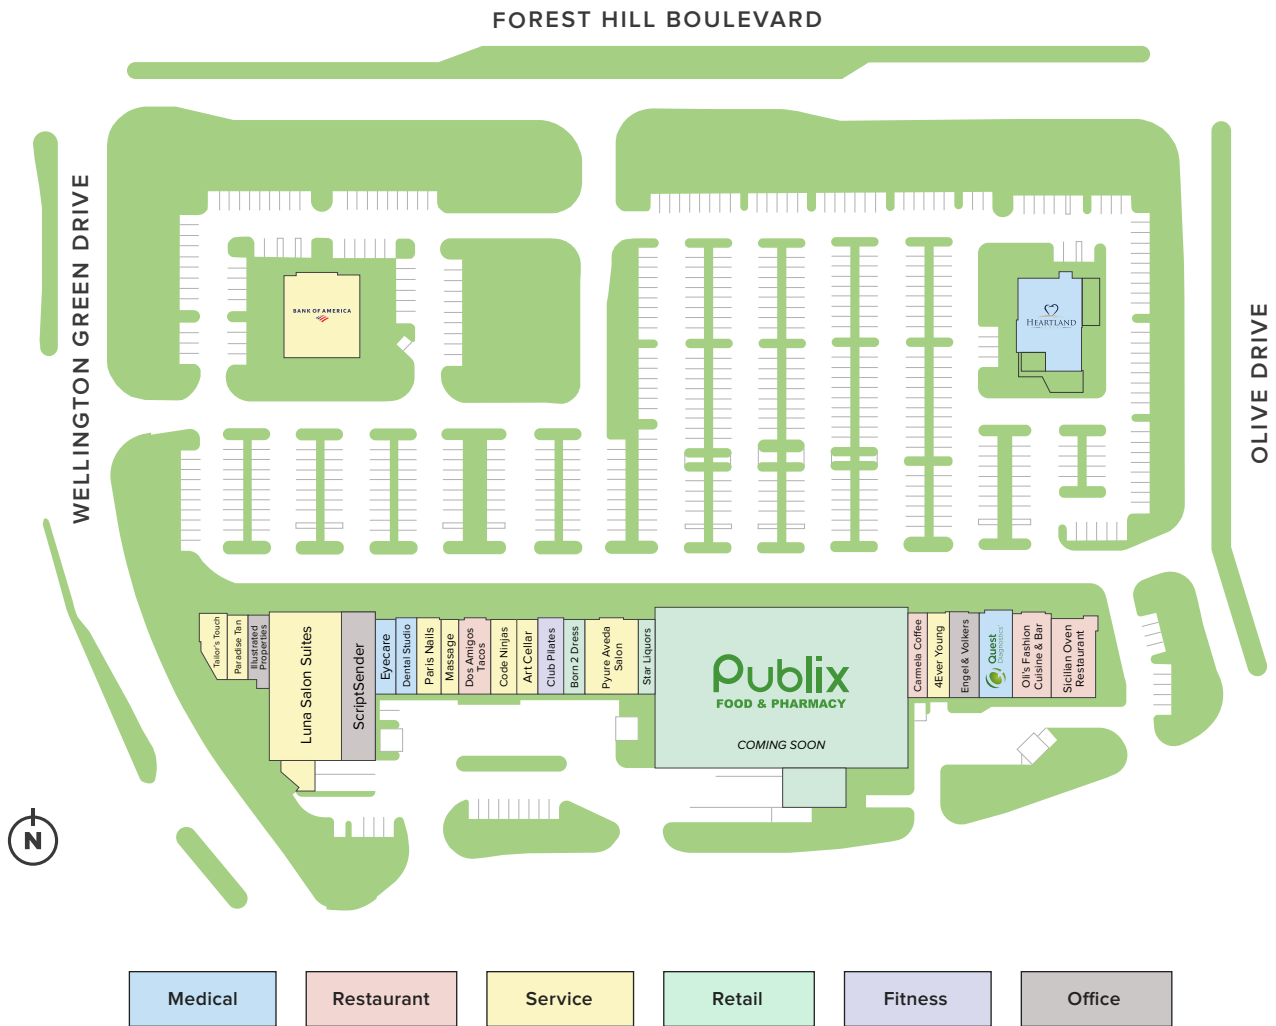 FOREST HILL BOULEVARD
WELLINGTON GREEN DRIVE
OLIVE DRIVE
BANK OF AMERICA
HEARTLAND
Tailor's Touch
Paradise Tan
Illustrated
Properties
Luna Salon Suites
ScriptSender
Eyecare
Dental Studio
Paris Nails
Massage
Dos Amigos
Tacos
Code Ninjas
Art Cellar
Club Pilates
Born 2 Dress
Pyure Aveda
Salon
Star Liquors
Publix
FOOD & PHARMACY
COMING SOON
Carmela Coffee
4Ever Young
Engel & Volkers
Quest
Diagnostics
Oli's Fashion
Cuisine & Bar
Sicilian Oven
Restaurant
N
Medical
Restaurant
Service
Retail
Fitness
Office